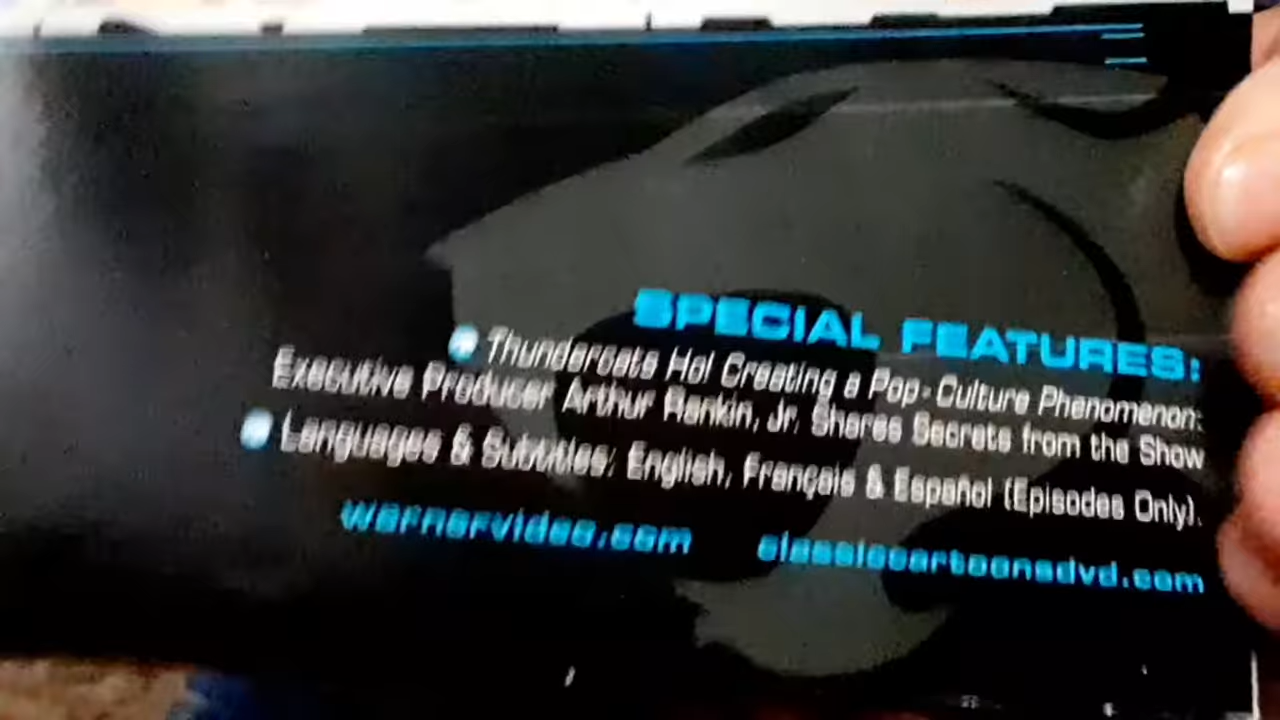 SPECIAL FEATURES:
Thundercats Ho! Creating a Pop-Culture Phenomenon:
Executive Producer Arthur Rankin, Jr. Shares Secrets from the Show
Languages & Subtitles: English, Français & Español (Episodes Only).
warnervideo.com classiccartoonsdvd.com